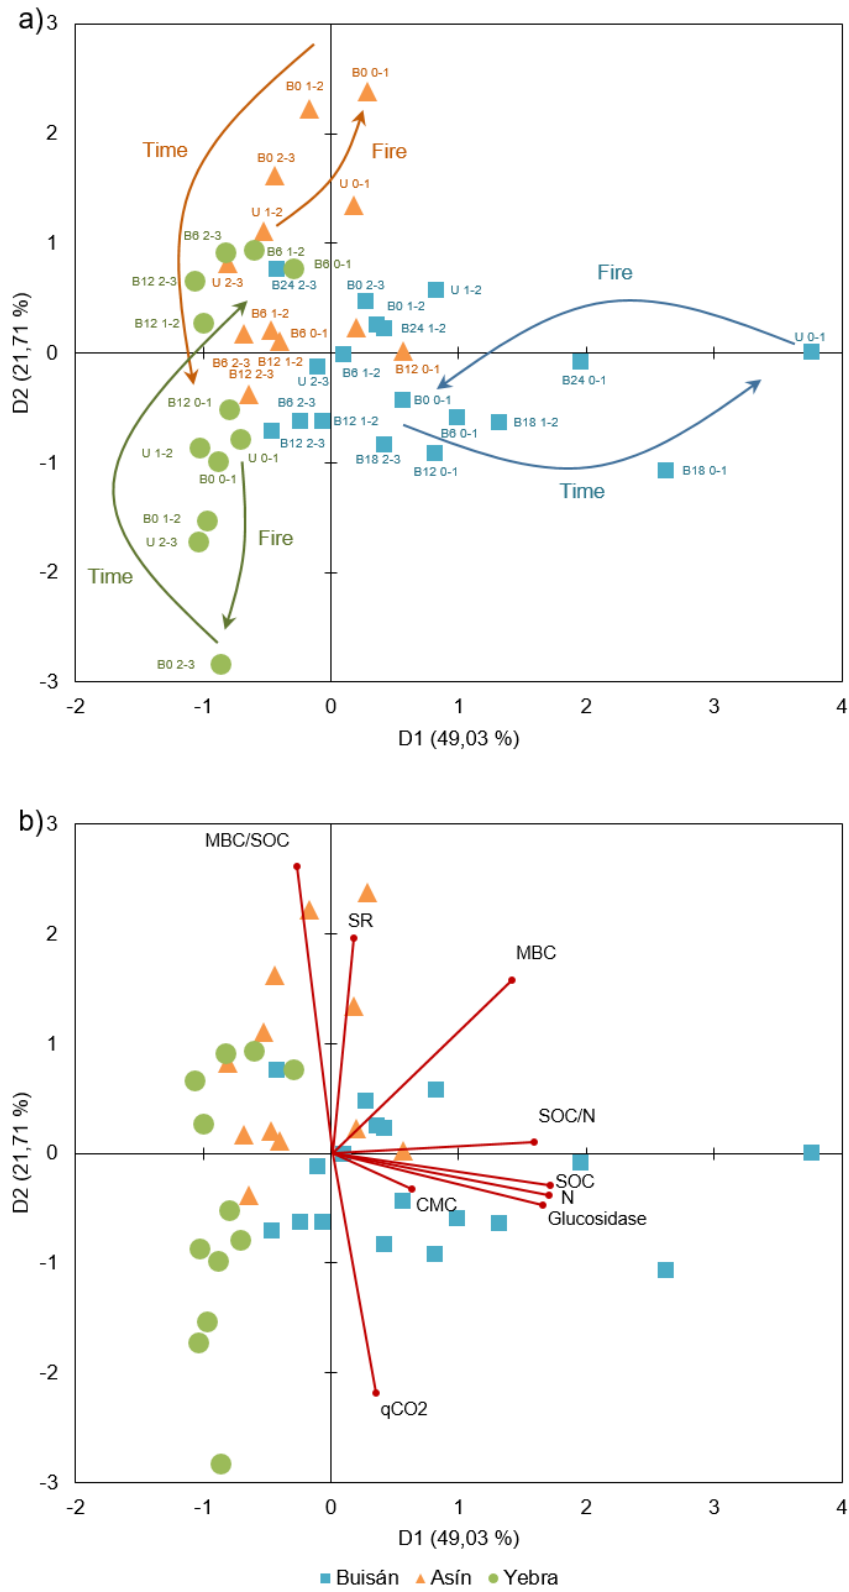 a)
3
B0 0-1
B0 1-2
2
Time
Fire
B0 2-3
U 0-1
U 1-2
1
B6 2-3
B6 1-2
B6 0-1
Fire
B12 2-3
U 2-3
B24 2-3
B0 2-3
U 1-2
B12 1-2
B6 1-2
B6 0-1
B0 1-2
B24 1-2
U 0-1
0
B6 2-3
B12 1-2
B12 2-3
U 2-3
B6 1-2
B12 0-1
B24 0-1
B12 0-1
B6 2-3
B12 1-2
B0 0-1
B6 0-1
B18 1-2
U 1-2
U 0-1
B12 2-3
B18 2-3
B12 0-1
B18 0-1
-1
B0 0-1
Time
B0 1-2
U 2-3
Fire
-2
Time
B0 2-3
-3
-2
-1
0
1
2
3
4
D1 (49,03 %)
D2 (21,71 %)
b)
3
MBC/SOC
SR
2
MBC
1
SOC/N
0
SOC
N
CMC
Glucosidase
-1
-2
qCO2
-3
-2
-1
0
1
2
3
4
D1 (49,03 %)
D2 (21,71 %)
Buisán
Asín
Yebra